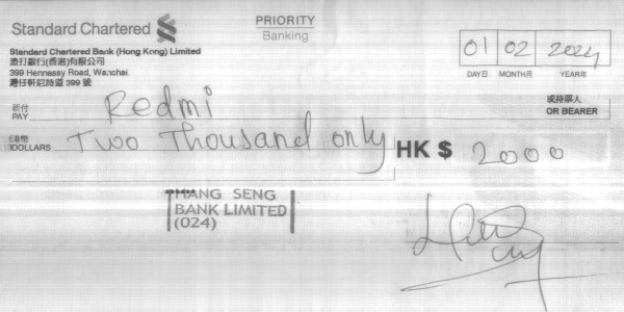 Standard Chartered
PRIORITY
Banking
Standard Chartered Bank (Hong Kong) Limited
渣打銀行(香港)有限公司
399 Hennessy Road, Wanchai.
灣仔軒尼詩道 399 號
01 02 2024
DAY日 MONTH月 YEAR年
祈付
PAY Redmi
或持票人
OR BEARER
港幣
DOLLARS Two Thousand only HK $ 2000
HANG SENG
BANK LIMITED
(024)